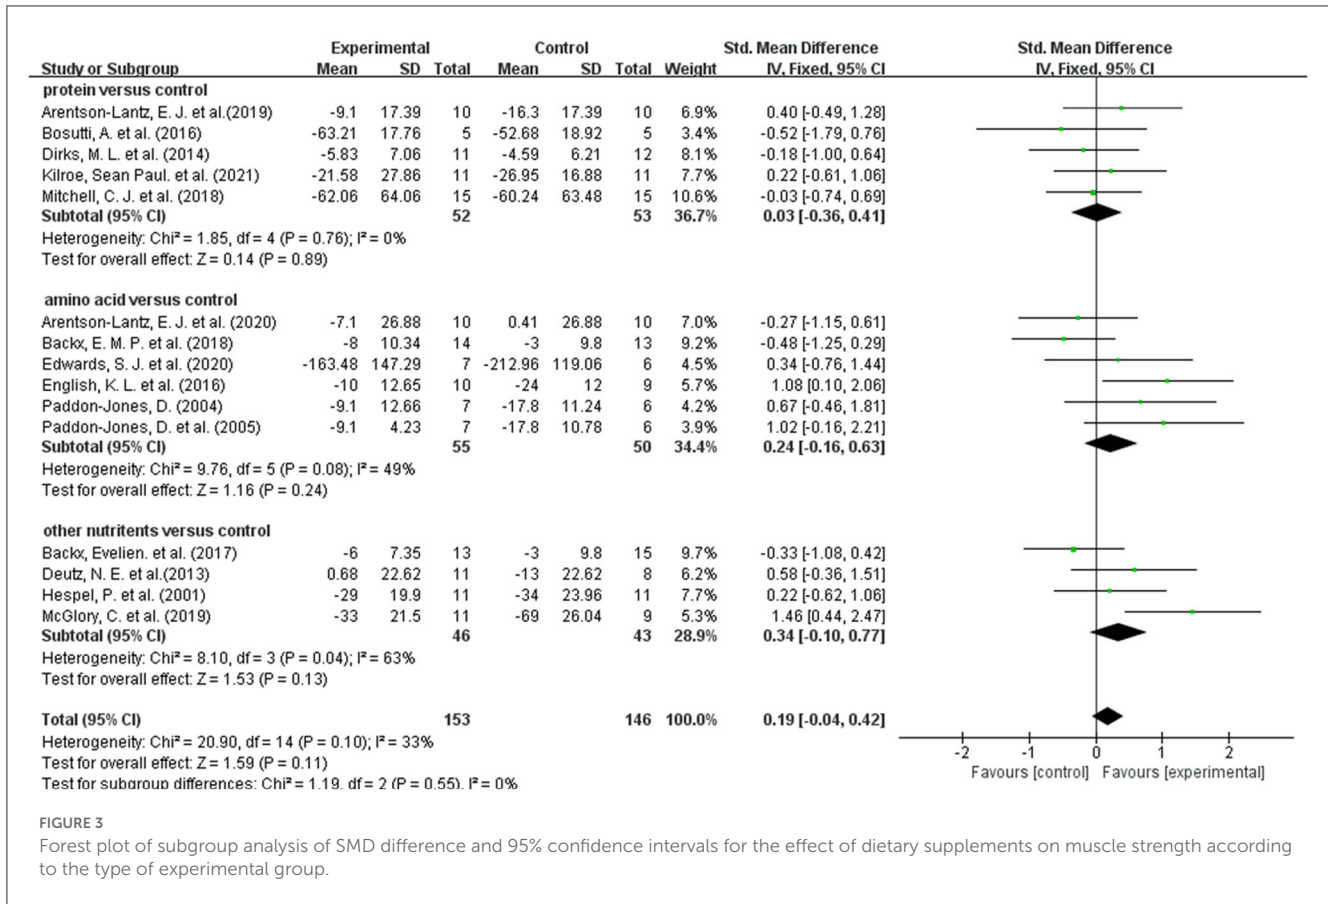 Experimental Control Std. Mean Difference Std. Mean Difference
Study or Subgroup Mean SD Total Mean SD Total Weight IV, Fixed, 95% CI IV, Fixed, 95% CI
protein versus control
Arentson-Lantz, E. J. et al.(2019) -9.1 17.39 10 -16.3 17.39 10 6.9% 0.40 [-0.49, 1.28]
Bosutti, A. et al. (2016) -63.21 17.76 5 -52.68 18.92 5 3.4% -0.52 [-1.79, 0.76]
Dirks, M. L. et al. (2014) -5.83 7.06 11 -4.59 6.21 12 8.1% -0.18 [-1.00, 0.64]
Kilroe, Sean Paul. et al. (2021) -21.58 27.86 11 -26.95 16.88 11 7.7% 0.22 [-0.61, 1.06]
Mitchell, C. J. et al. (2018) -62.06 64.06 15 -60.24 63.48 15 10.6% -0.03 [-0.74, 0.69]
Subtotal (95% CI) 52 53 36.7% 0.03 [-0.36, 0.41]
Heterogeneity: Chi² = 1.85, df = 4 (P = 0.76); I² = 0%
Test for overall effect: Z = 0.14 (P = 0.89)
amino acid versus control
Arentson-Lantz, E. J. et al. (2020) -7.1 26.88 10 0.41 26.88 10 7.0% -0.27 [-1.15, 0.61]
Backx, E. M. P. et al. (2018) -8 10.34 14 -3 9.8 13 9.2% -0.48 [-1.25, 0.29]
Edwards, S. J. et al. (2020) -163.48 147.29 7 -212.96 119.06 6 4.5% 0.34 [-0.76, 1.44]
English, K. L. et al. (2016) -10 12.65 10 -24 12 9 5.7% 1.08 [0.10, 2.06]
Paddon-Jones, D. (2004) -9.1 12.66 7 -17.8 11.24 6 4.2% 0.67 [-0.46, 1.81]
Paddon-Jones, D. et al. (2005) -9.1 4.23 7 -17.8 10.78 6 3.9% 1.02 [-0.16, 2.21]
Subtotal (95% CI) 55 50 34.4% 0.24 [-0.16, 0.63]
Heterogeneity: Chi² = 9.76, df = 5 (P = 0.08); I² = 49%
Test for overall effect: Z = 1.16 (P = 0.24)
other nutritents versus control
Backx, Evelien. et al. (2017) -6 7.35 13 -3 9.8 15 9.7% -0.33 [-1.08, 0.42]
Deutz, N. E. et al.(2013) 0.68 22.62 11 -13 22.62 8 6.2% 0.58 [-0.36, 1.51]
Hespel, P. et al. (2001) -29 19.9 11 -34 23.96 11 7.7% 0.22 [-0.62, 1.06]
McGlory, C. et al. (2019) -33 21.5 11 -69 26.04 9 5.3% 1.46 [0.44, 2.47]
Subtotal (95% CI) 46 43 28.9% 0.34 [-0.10, 0.77]
Heterogeneity: Chi² = 8.10, df = 3 (P = 0.04); I² = 63%
Test for overall effect: Z = 1.53 (P = 0.13)
Total (95% CI) 153 146 100.0% 0.19 [-0.04, 0.42]
Heterogeneity: Chi² = 20.90, df = 14 (P = 0.10); I² = 33%
Test for overall effect: Z = 1.59 (P = 0.11)
Test for subgroup differences: Chi² = 1.19. df = 2 (P = 0.55). I² = 0%
-2 -1 0 1 2
Favours [control] Favours [experimental]
FIGURE 3
Forest plot of subgroup analysis of SMD difference and 95% confidence intervals for the effect of dietary supplements on muscle strength according
to the type of experimental group.